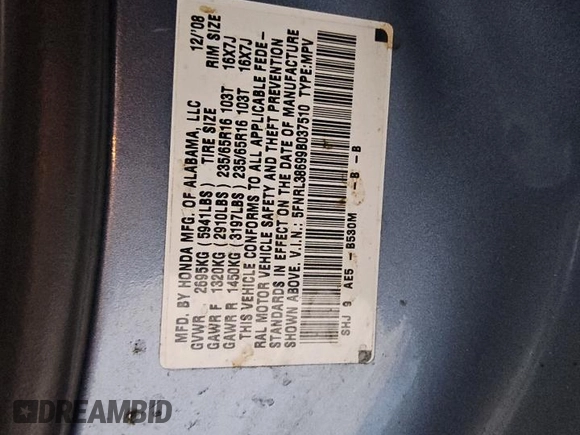 MFD. BY HONDA MFG. OF ALABAMA, LLC 12/'08
GVWR 2695KG (5941LBS) TIRE SIZE RIM SIZE
GAWR F 1320KG (2910LBS) 235/65R16 103T 16X7J
GAWR R 1450KG (3197LBS) 235/65R16 103T 16X7J
THIS VEHICLE CONFORMS TO ALL APPLICABLE FEDE-
RAL MOTOR VEHICLE SAFETY AND THEFT PREVENTION
STANDARDS IN EFFECT ON THE DATE OF MANUFACTURE
SHOWN ABOVE. V.I.N.: 5FNRL38699B037510 TYPE:MPV
SHJ 9 AE5 - B530M - B - B
DREAMBID